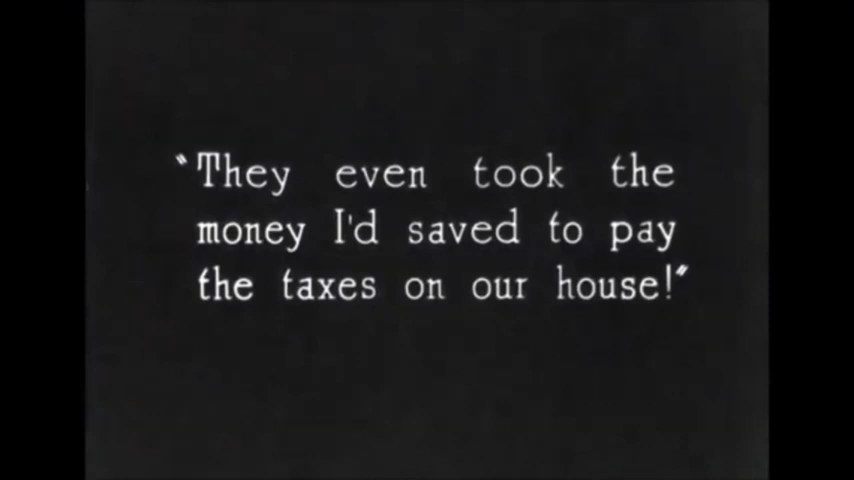 "They even took the
money I'd saved to pay
the taxes on our house!"